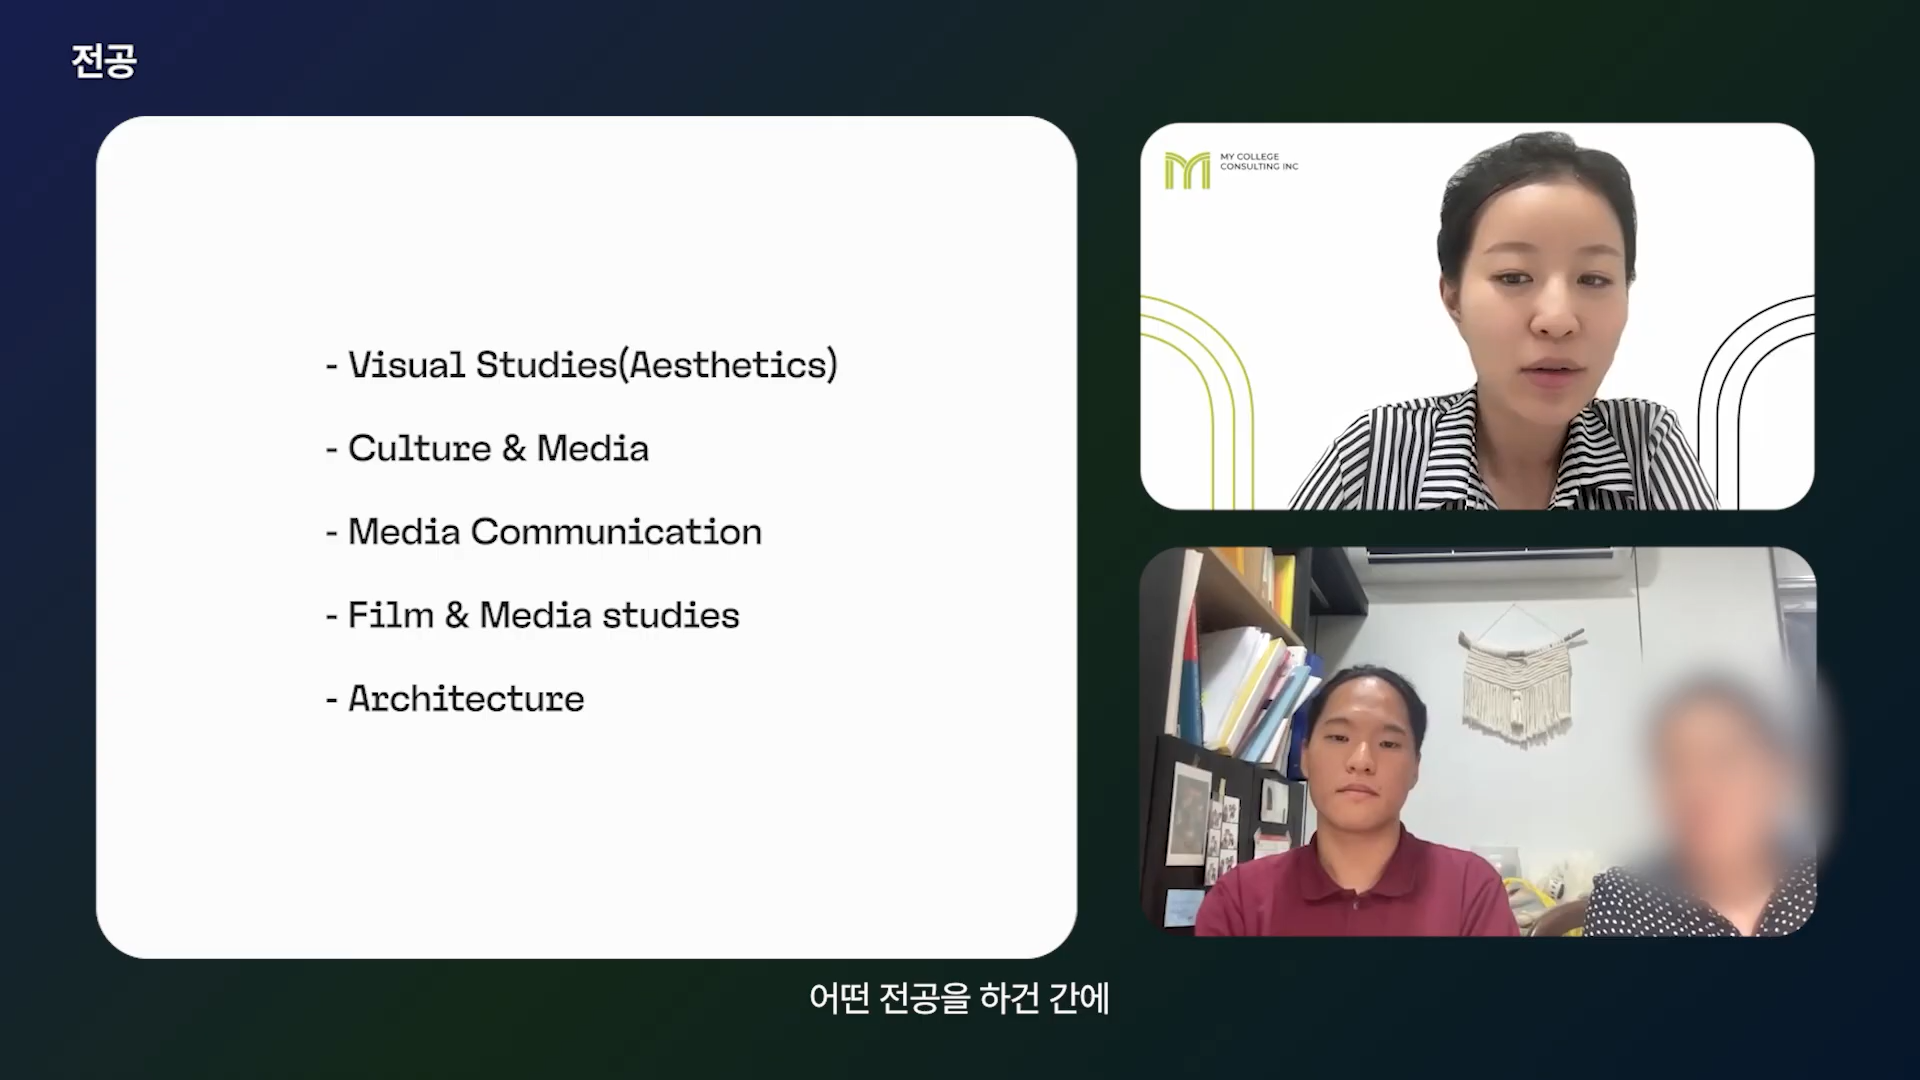 전공
- Visual Studies(Aesthetics)
- Culture & Media
- Media Communication
- Film & Media studies
- Architecture
MY COLLEGE
CONSULTING INC
어떤 전공을 하건 간에